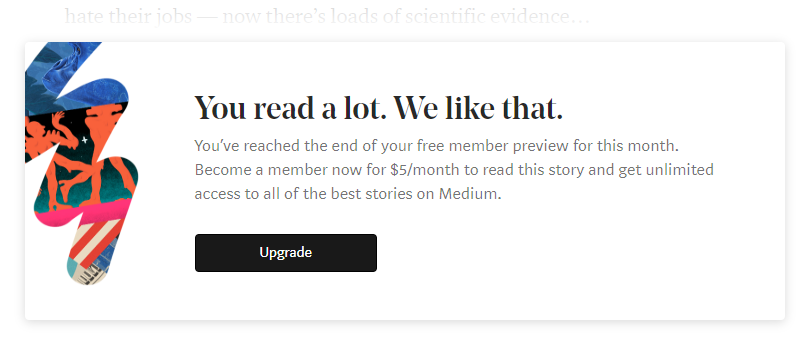 hate their jobs — now there's loads of scientific evidence…
You read a lot. We like that.
You've reached the end of your free member preview for this month.
Become a member now for $5/month to read this story and get unlimited
access to all of the best stories on Medium.
Upgrade